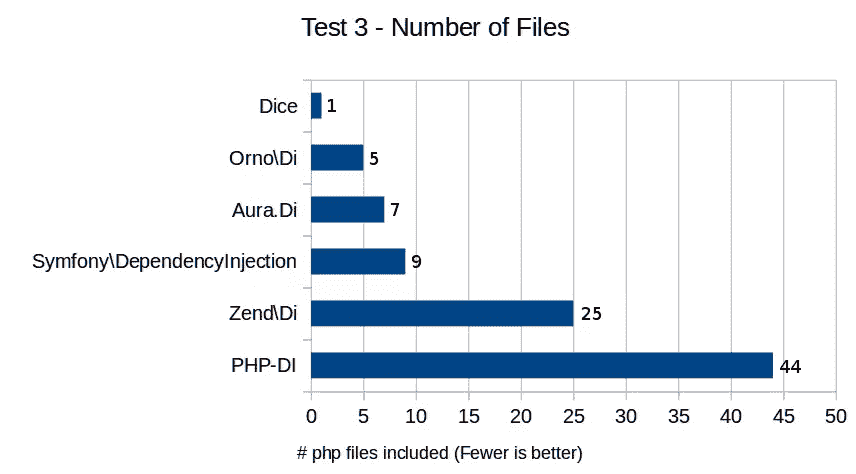 Test 3 - Number of Files
Dice 1
Orno\Di 5
Aura.Di 7
Symfony\DependencyInjection 9
Zend\Di 25
PHP-DI 44
0 5 10 15 20 25 30 35 40 45 50
# php files included (Fewer is better)